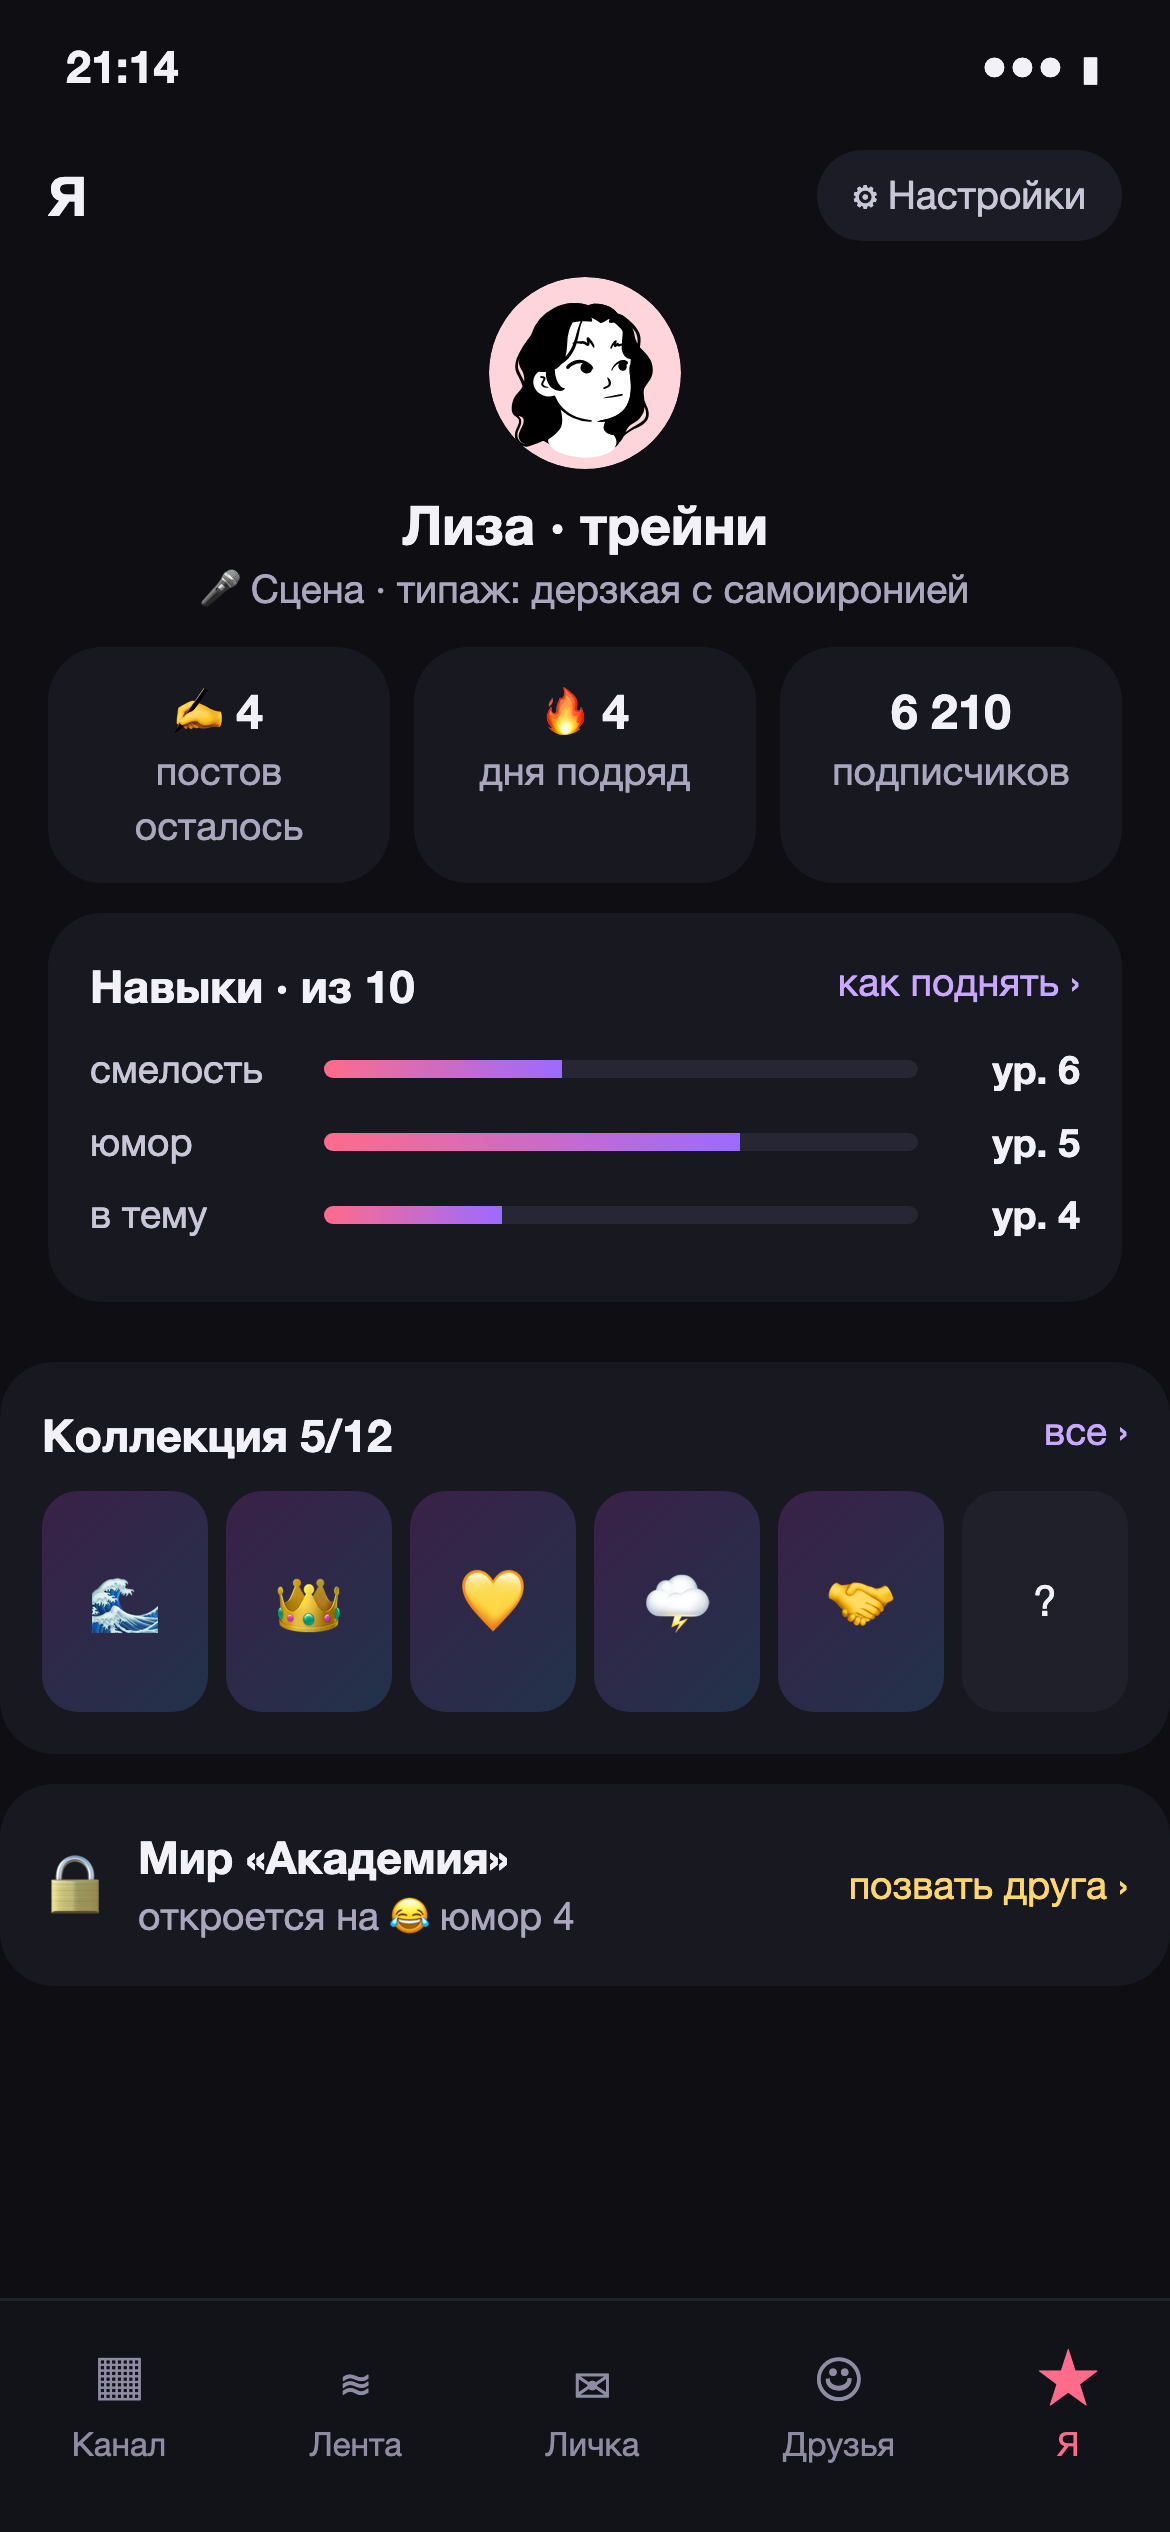 21:14
Я
⚙ Настройки
Лиза · трейни
🎤 Сцена · типаж: дерзкая с самоиронией
✍️ 4
постов
осталось
🔥 4
дня подряд
6 210
подписчиков
Навыки · из 10
как поднять ›
смелость
ур. 6
юмор
ур. 5
в тему
ур. 4
Коллекция 5/12
все ›
?
Мир «Академия»
откроется на 😂 юмор 4
позвать друга ›
Канал
Лента
Личка
Друзья
Я